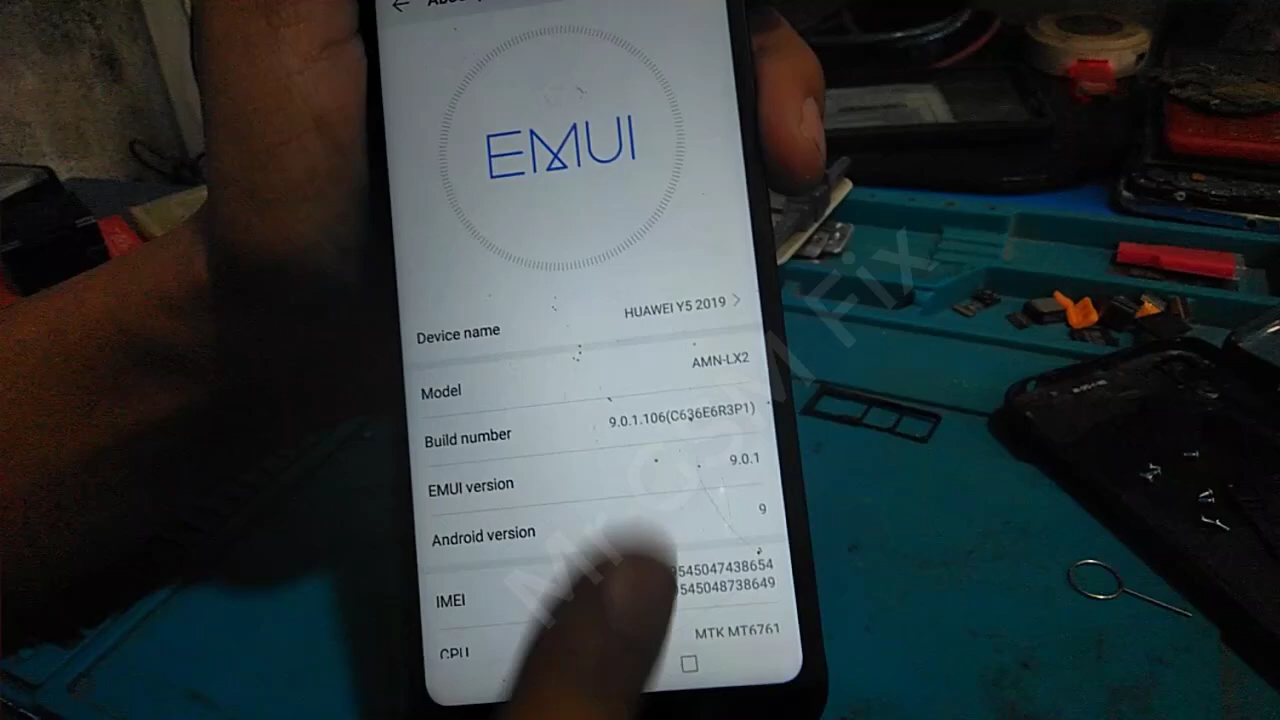 EMUI
Device name HUAWEI Y5 2019
Model AMN-LX2
Build number 9.0.1.106(C636E6R3P1)
EMUI version 9.0.1
Android version 9
IMEI
CPU MTK MT6761
Fix